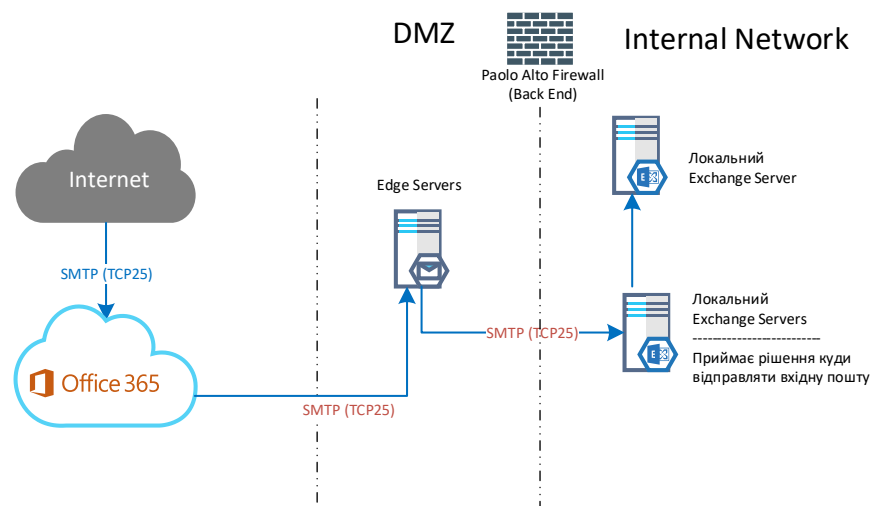 DMZ
Paolo Alto Firewall
(Back End)
Internal Network
Internet
SMTP (TCP25)
Office 365
SMTP (TCP25)
Edge Servers
SMTP (TCP25)
Локальний
Exchange Server
Локальний
Exchange Servers
--------------------------
Приймає рішення куди
відправляти вхідну пошту